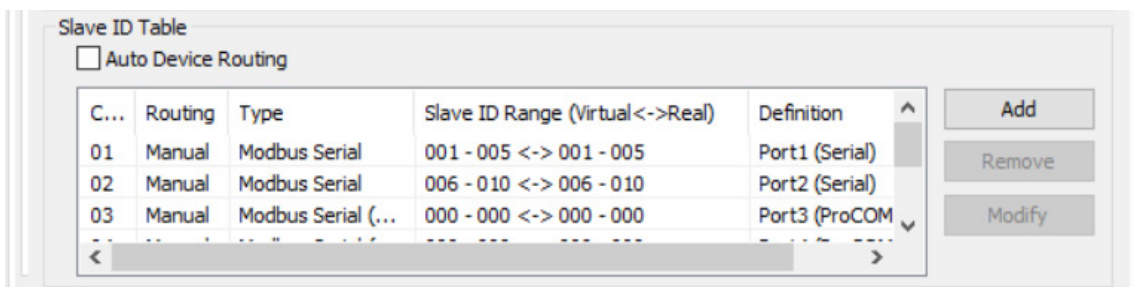 Slave ID Table
Auto Device Routing
C... Routing Type Slave ID Range (Virtual<->Real) Definition
01 Manual Modbus Serial 001 - 005 <-> 001 - 005 Port1 (Serial)
02 Manual Modbus Serial 006 - 010 <-> 006 - 010 Port2 (Serial)
03 Manual Modbus Serial (... 000 - 000 <-> 000 - 000 Port3 (ProCOM
Add
Remove
Modify